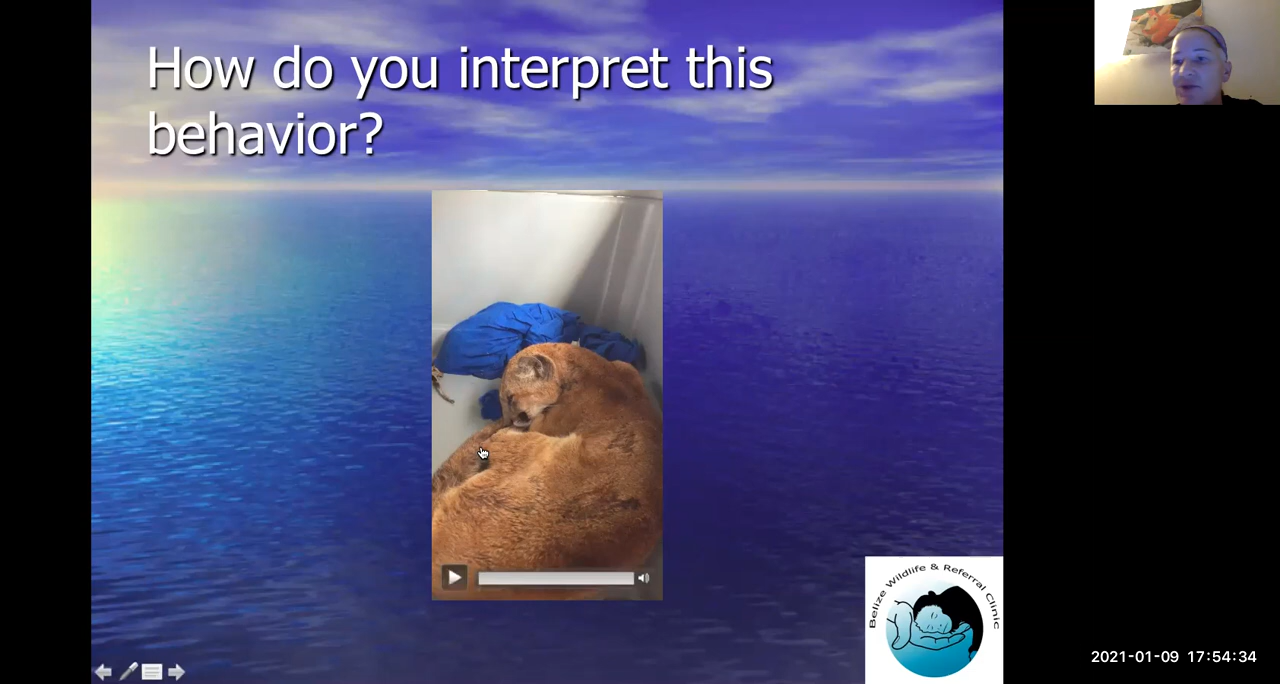 How do you interpret this
behavior?
Belize Wildlife & Referral Clinic
2021-01-09 17:54:34